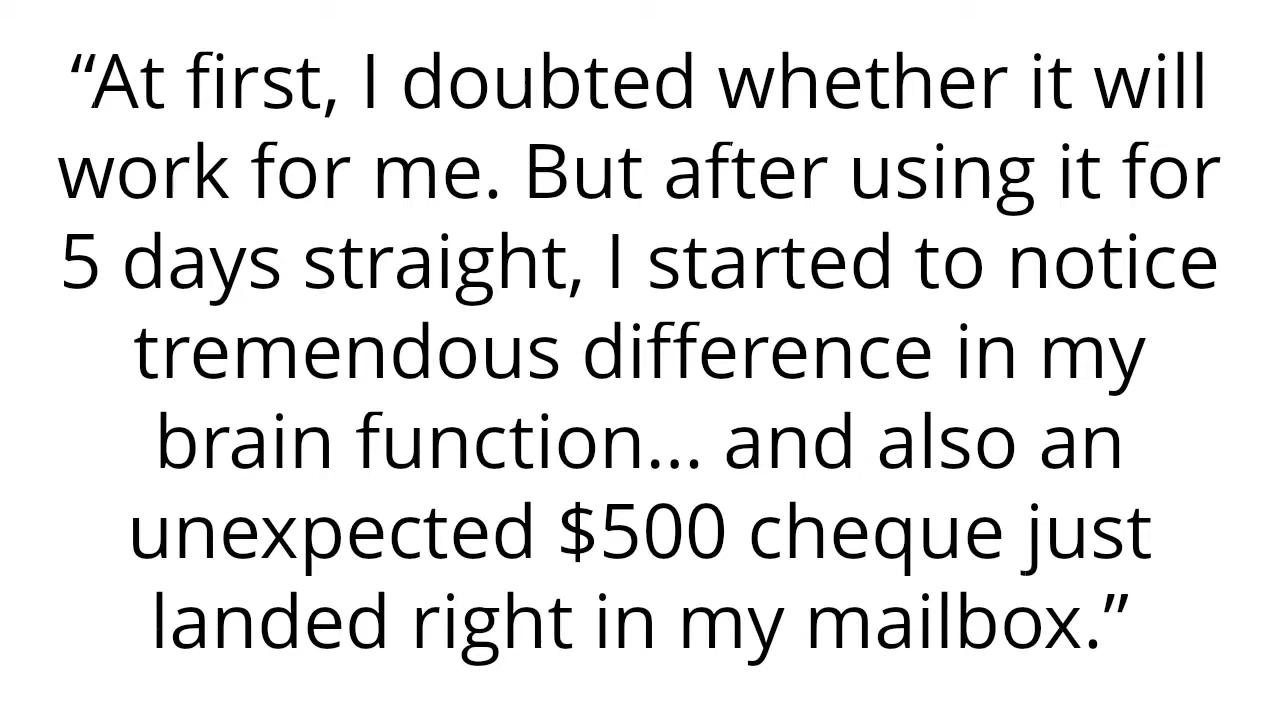 “At first, I doubted whether it will
work for me. But after using it for
5 days straight, I started to notice
tremendous difference in my
brain function... and also an
unexpected $500 cheque just
landed right in my mailbox.”